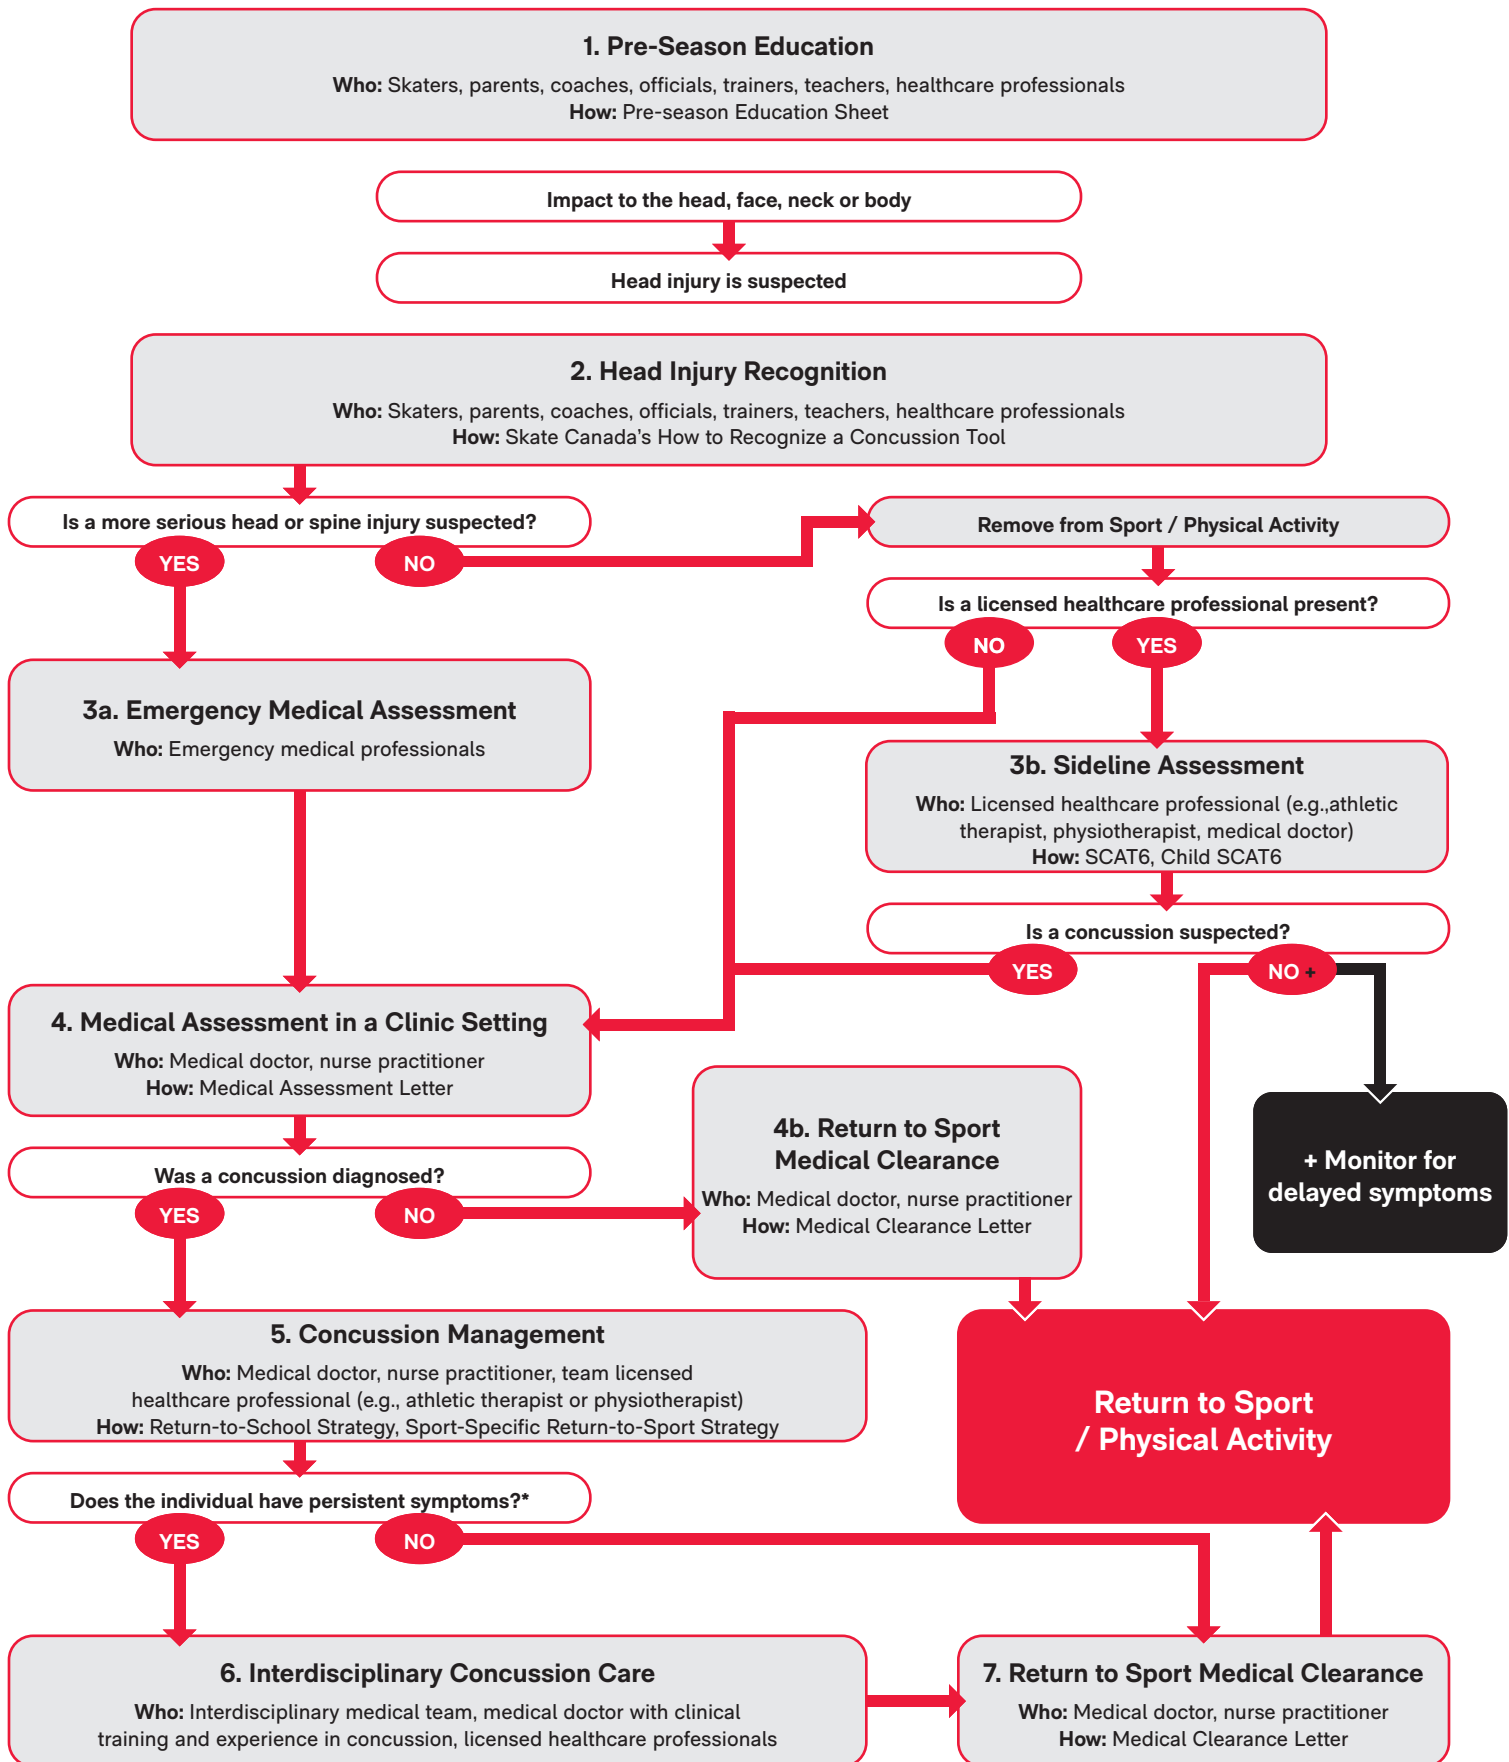 1. Pre-Season Education
Who: Skaters, parents, coaches, officials, trainers, teachers, healthcare professionals
How: Pre-season Education Sheet
Impact to the head, face, neck or body
Head injury is suspected
2. Head Injury Recognition
Who: Skaters, parents, coaches, officials, trainers, teachers, healthcare professionals
How: Skate Canada's How to Recognize a Concussion Tool
Is a more serious head or spine injury suspected?
YES
NO
Remove from Sport / Physical Activity
Is a licensed healthcare professional present?
NO
YES
3a. Emergency Medical Assessment
Who: Emergency medical professionals
3b. Sideline Assessment
Who: Licensed healthcare professional (e.g.,athletic
therapist, physiotherapist, medical doctor)
How: SCAT6, Child SCAT6
Is a concussion suspected?
YES
NO +
4. Medical Assessment in a Clinic Setting
Who: Medical doctor, nurse practitioner
How: Medical Assessment Letter
Was a concussion diagnosed?
YES
NO
4b. Return to Sport
Medical Clearance
Who: Medical doctor, nurse practitioner
How: Medical Clearance Letter
+ Monitor for
delayed symptoms
5. Concussion Management
Who: Medical doctor, nurse practitioner, team licensed
healthcare professional (e.g., athletic therapist or physiotherapist)
How: Return-to-School Strategy, Sport-Specific Return-to-Sport Strategy
Return to Sport
/ Physical Activity
Does the individual have persistent symptoms?*
YES
NO
6. Interdisciplinary Concussion Care
Who: Interdisciplinary medical team, medical doctor with clinical
training and experience in concussion, licensed healthcare professionals
7. Return to Sport Medical Clearance
Who: Medical doctor, nurse practitioner
How: Medical Clearance Letter